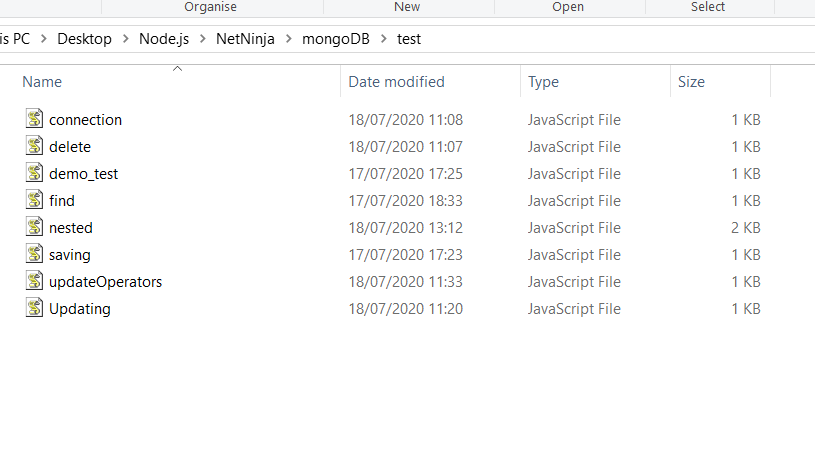 Organise New Open Select
is PC > Desktop > Node.js > NetNinja > mongoDB > test
Name Date modified Type Size
connection 18/07/2020 11:08 JavaScript File 1 KB
delete 18/07/2020 11:07 JavaScript File 1 KB
demo_test 17/07/2020 17:25 JavaScript File 1 KB
find 17/07/2020 18:33 JavaScript File 1 KB
nested 18/07/2020 13:12 JavaScript File 2 KB
saving 17/07/2020 17:23 JavaScript File 1 KB
updateOperators 18/07/2020 11:33 JavaScript File 1 KB
Updating 18/07/2020 11:20 JavaScript File 1 KB